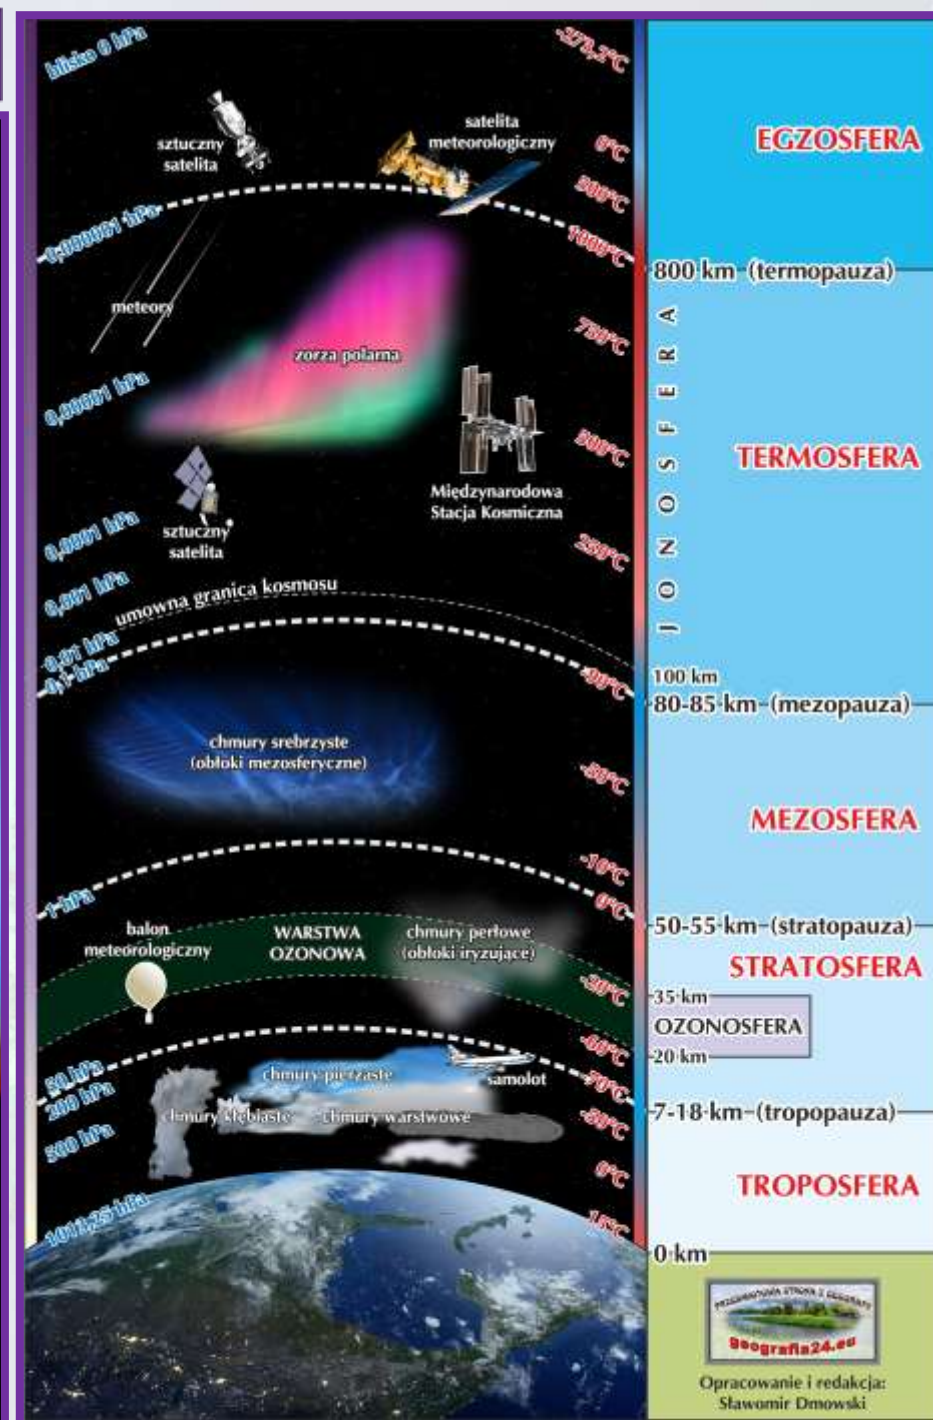 blisko 0 hPa
-273,2°C
sztuczny
satelita
satelita
meteorologiczny
0°C
500°C
EGZOSFERA
0,000001 hPa
1000°C
800 km (termopauza)
meteory
zorza polarna
750°C
0,00001 hPa
500°C
JONOSFERA
TERMOSFERA
Międzynarodowa
Stacja Kosmiczna
sztuczny
satelita
0,0001 hPa
250°C
0,001 hPa
umowna granica kosmosu
0,01 hPa
0,1 hPa
-90°C
100 km
80-85 km (mezopauza)
chmury srebrzyste
(obłoki mezosferyczne)
-50°C
MEZOSFERA
-10°C
1 hPa
0°C
50-55 km (stratopauza)
balon
meteorologiczny
WARSTWA
OZONOWA
chmury perłowe
(obłoki iryzujące)
-30°C
STRATOSFERA
35 km
OZONOSFERA
20 km
-60°C
50 hPa
-70°C
chmury pierzaste
samolot
200 hPa
7-18 km (tropopauza)
chmury kłębiaste
chmury warstwowe
-50°C
500 hPa
0°C
TROPOSFERA
1013,25 hPa
15°C
0 km
geografia24.eu
Opracowanie i redakcja:
Sławomir Dmowski